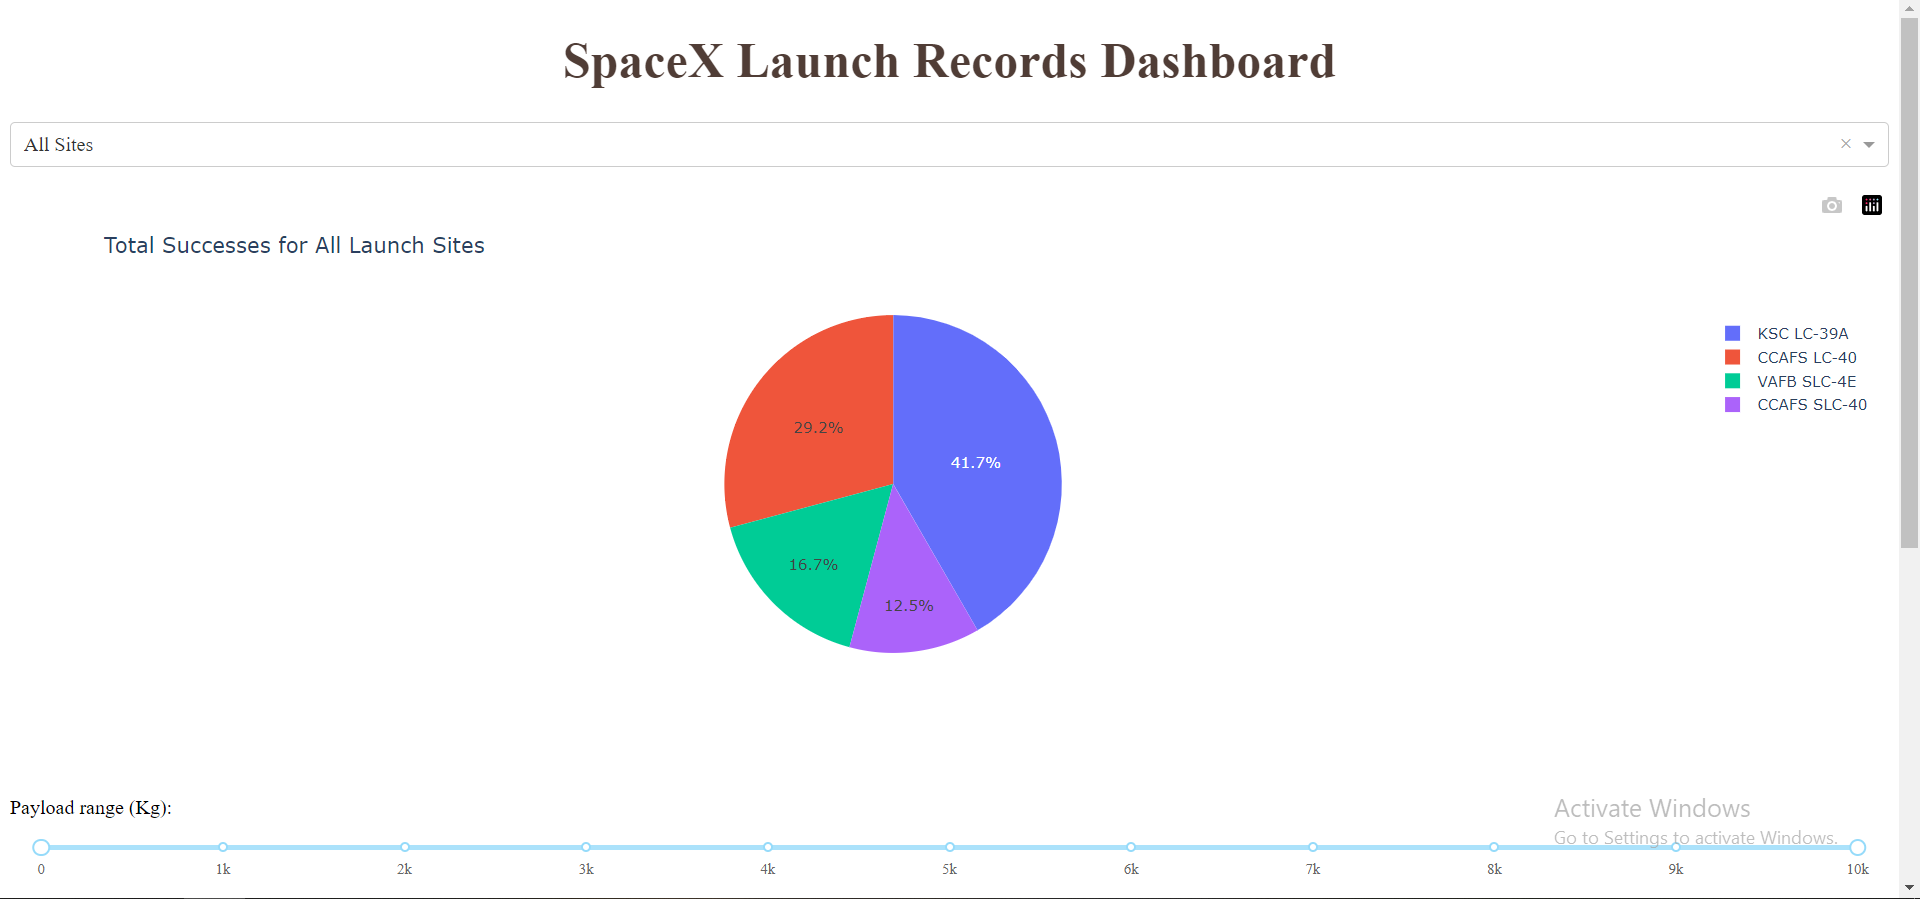 SpaceX Launch Records Dashboard
All Sites
Total Successes for All Launch Sites
KSC LC-39A
CCAFS LC-40
VAFB SLC-4E
CCAFS SLC-40
29.2%
41.7%
16.7%
12.5%
Payload range (Kg):
Activate Windows
Go to Settings to activate Windows.
0 1k 2k 3k 4k 5k 6k 7k 8k 9k 10k